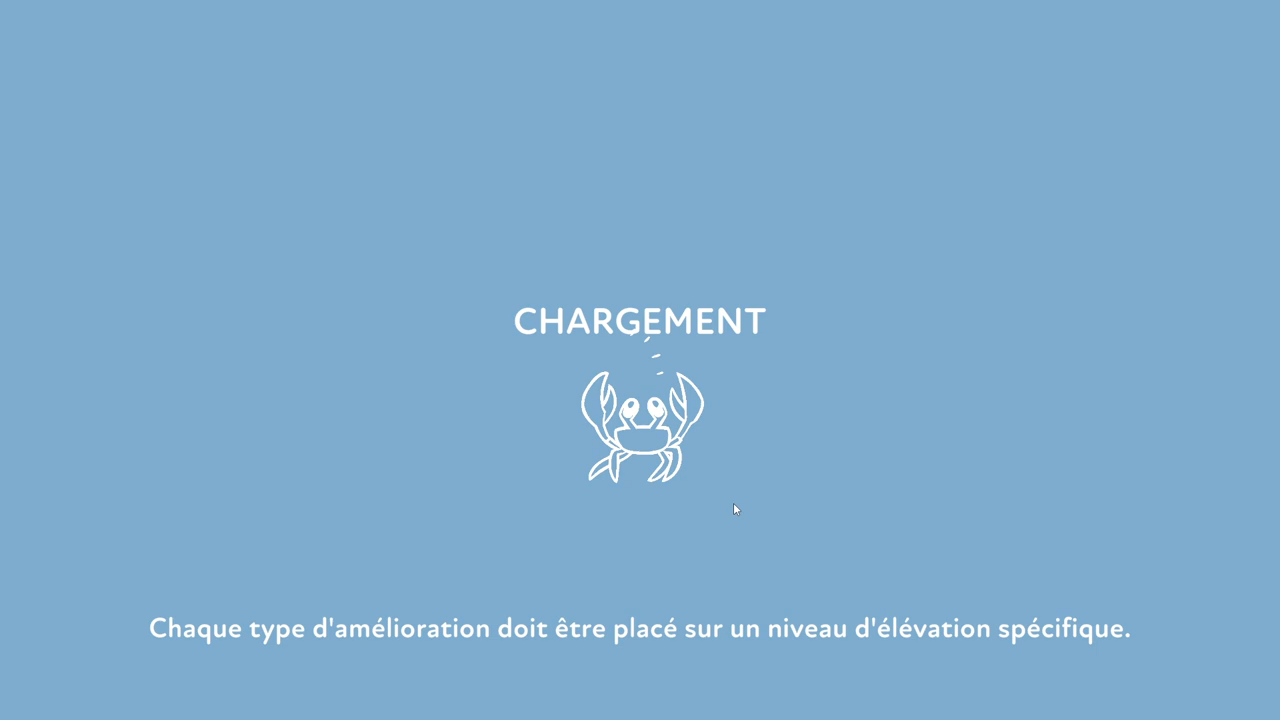 CHARGEMENT
Chaque type d'amélioration doit être placé sur un niveau d'élévation spécifique.